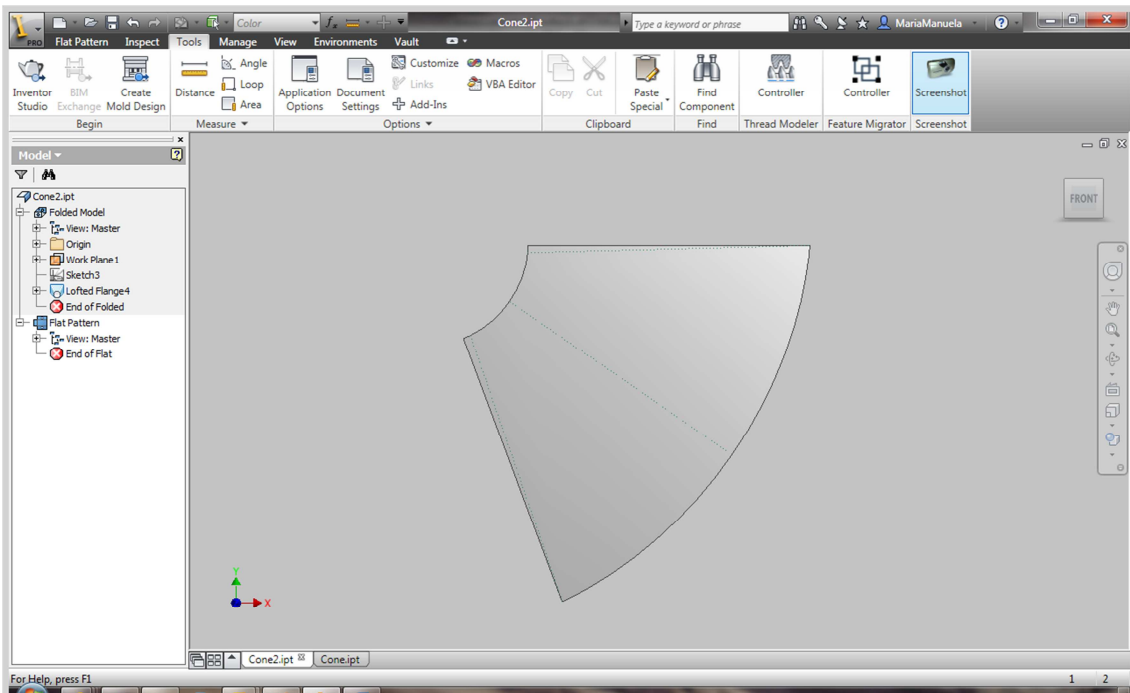 Color
Cone2.ipt
Type a keyword or phrase
MariaManuela
PRO
Flat Pattern Inspect Tools Manage View Environments Vault
Inventor Studio
BIM Exchange
Create Mold Design
Distance
Angle
Loop
Area
Application Options
Document Settings
Customize
Links
Add-Ins
Macros
VBA Editor
Copy
Cut
Paste Special
Find Component
Controller
Controller
Screenshot
Begin Measure Options Clipboard Find Thread Modeler Feature Migrator Screenshot
Model
Cone2.ipt
Folded Model
View: Master
Origin
Work Plane1
Sketch3
Lofted Flange4
End of Folded
Flat Pattern
View: Master
End of Flat
FRONT
Y
X
Cone2.ipt Cone.ipt
For Help, press F1
1 2